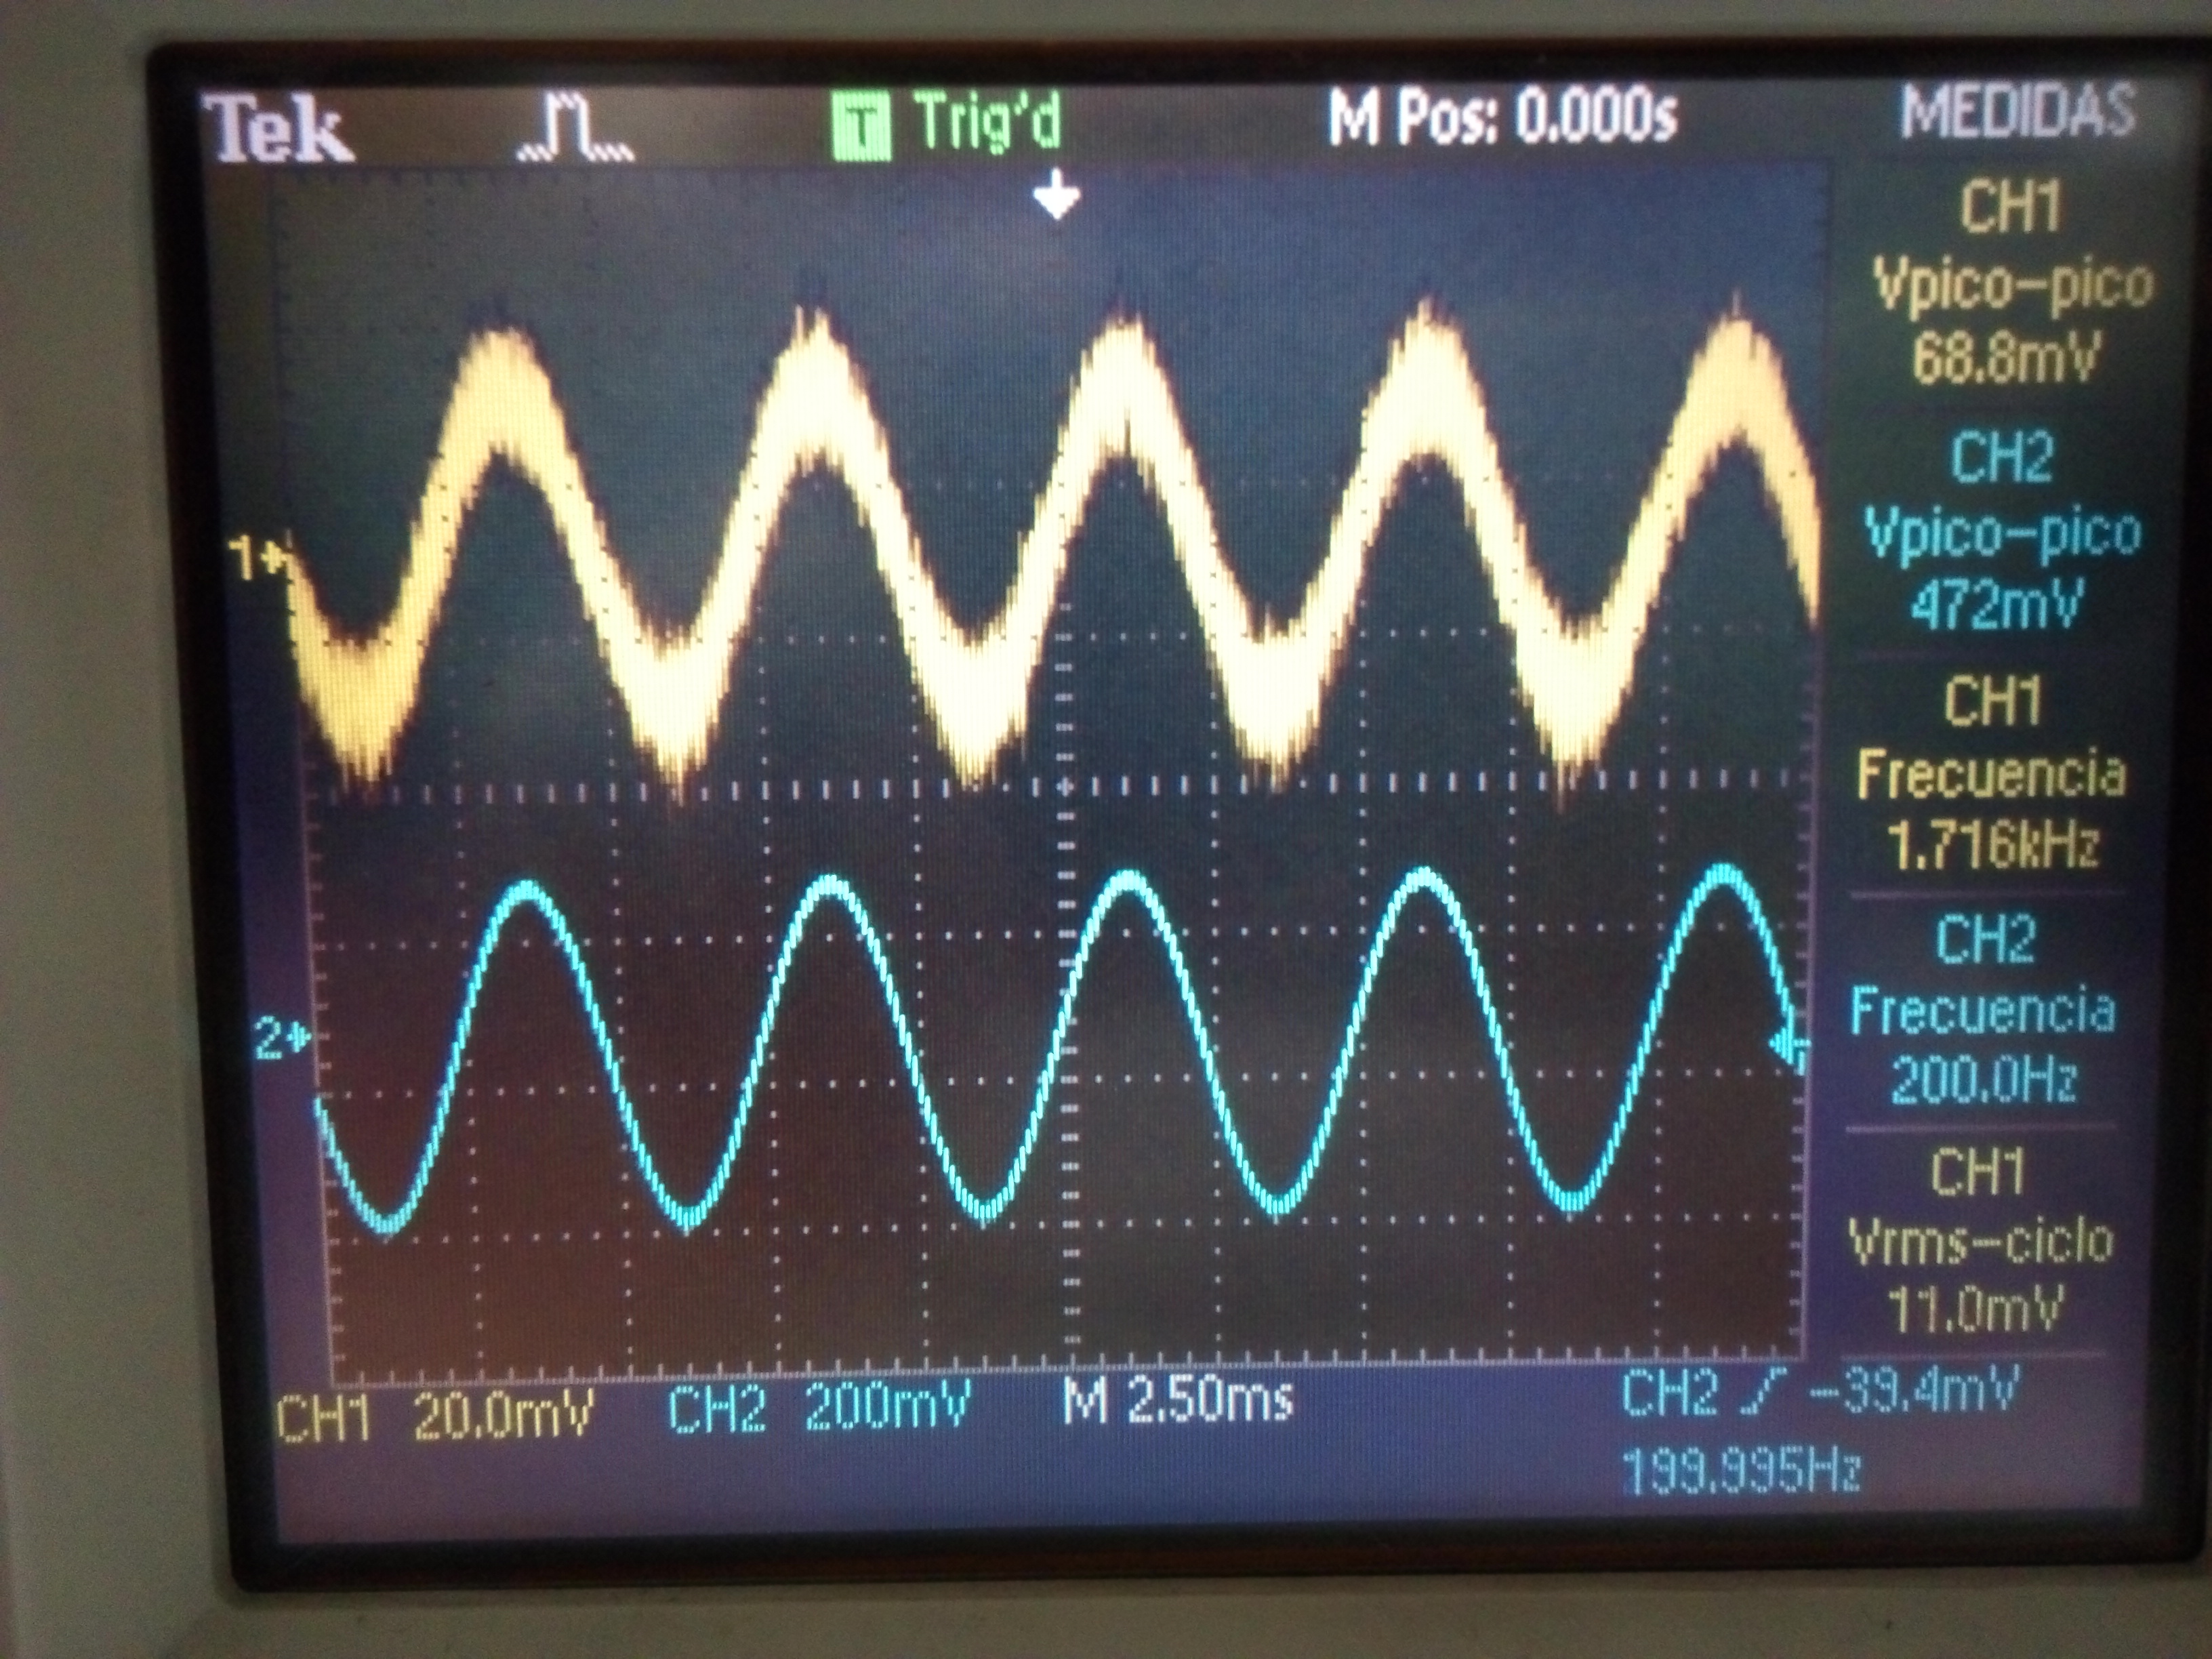 Tek T Trig'd M Pos: 0.000s MEDIDAS
CH1
Vpico-pico
68.8mV
CH2
Vpico-pico
472mV
1
CH1
Frecuencia
1.716kHz
CH2
Frecuencia
200.0Hz
2
CH1
Vrms-ciclo
11.0mV
CH1 20.0mV CH2 200mV M 2.50ms CH2 -39.4mV
199.995Hz